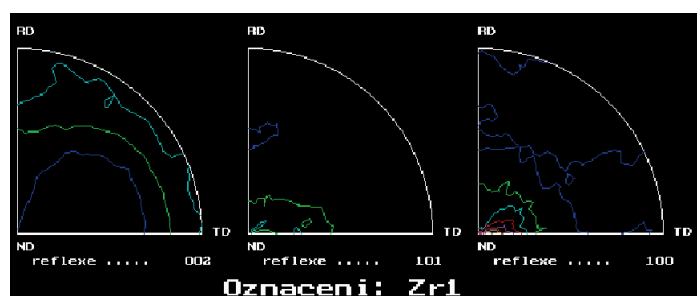 RD RD RD
TD TD TD
ND ND ND
reflexe ..... 002 reflexe ..... 101 reflexe ..... 100
Oznaceni: Zr1